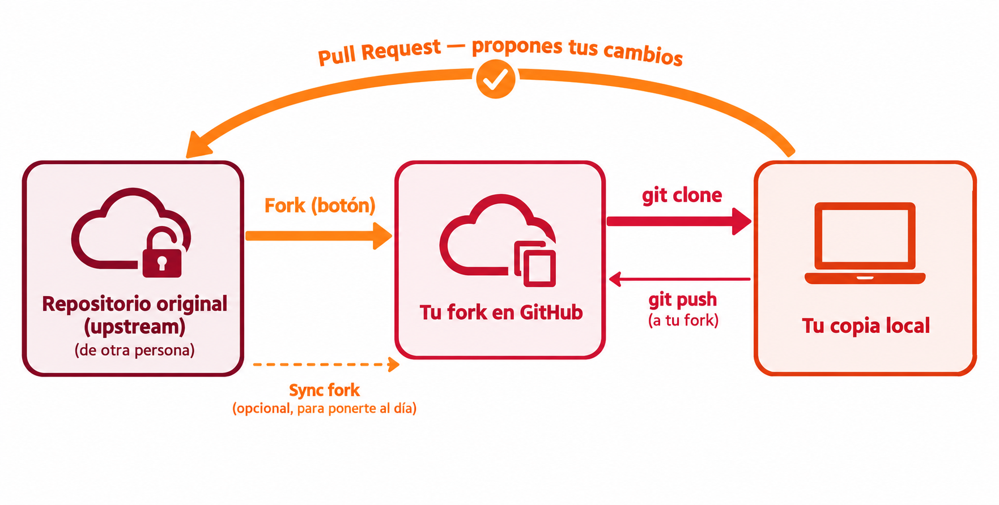 Pull Request — propones tus cambios
Fork (botón)
git clone
Repositorio original
(upstream)
(de otra persona)
Tu fork en GitHub
git push
(a tu fork)
Tu copia local
Sync fork
(opcional, para ponerte al día)